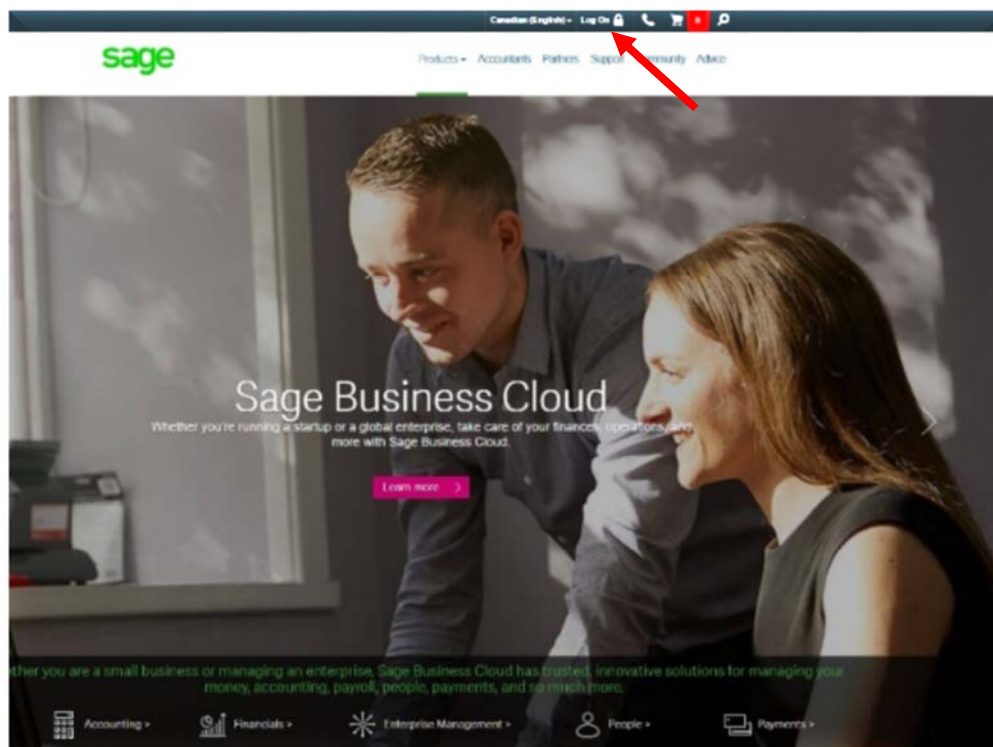 Canadian (English) Log On 0
sage
Products Accountants Partners Support Community Advice
Sage Business Cloud
Whether you're running a startup or a global enterprise, take care of your finances, operations, and
more with Sage Business Cloud.
Learn more >
ther you are a small business or managing an enterprise, Sage Business Cloud has trusted, innovative solutions for managing your
money, accounting, payroll, people, payments, and so much more.
Accounting > Financials > Enterprise Management > People > Payments >